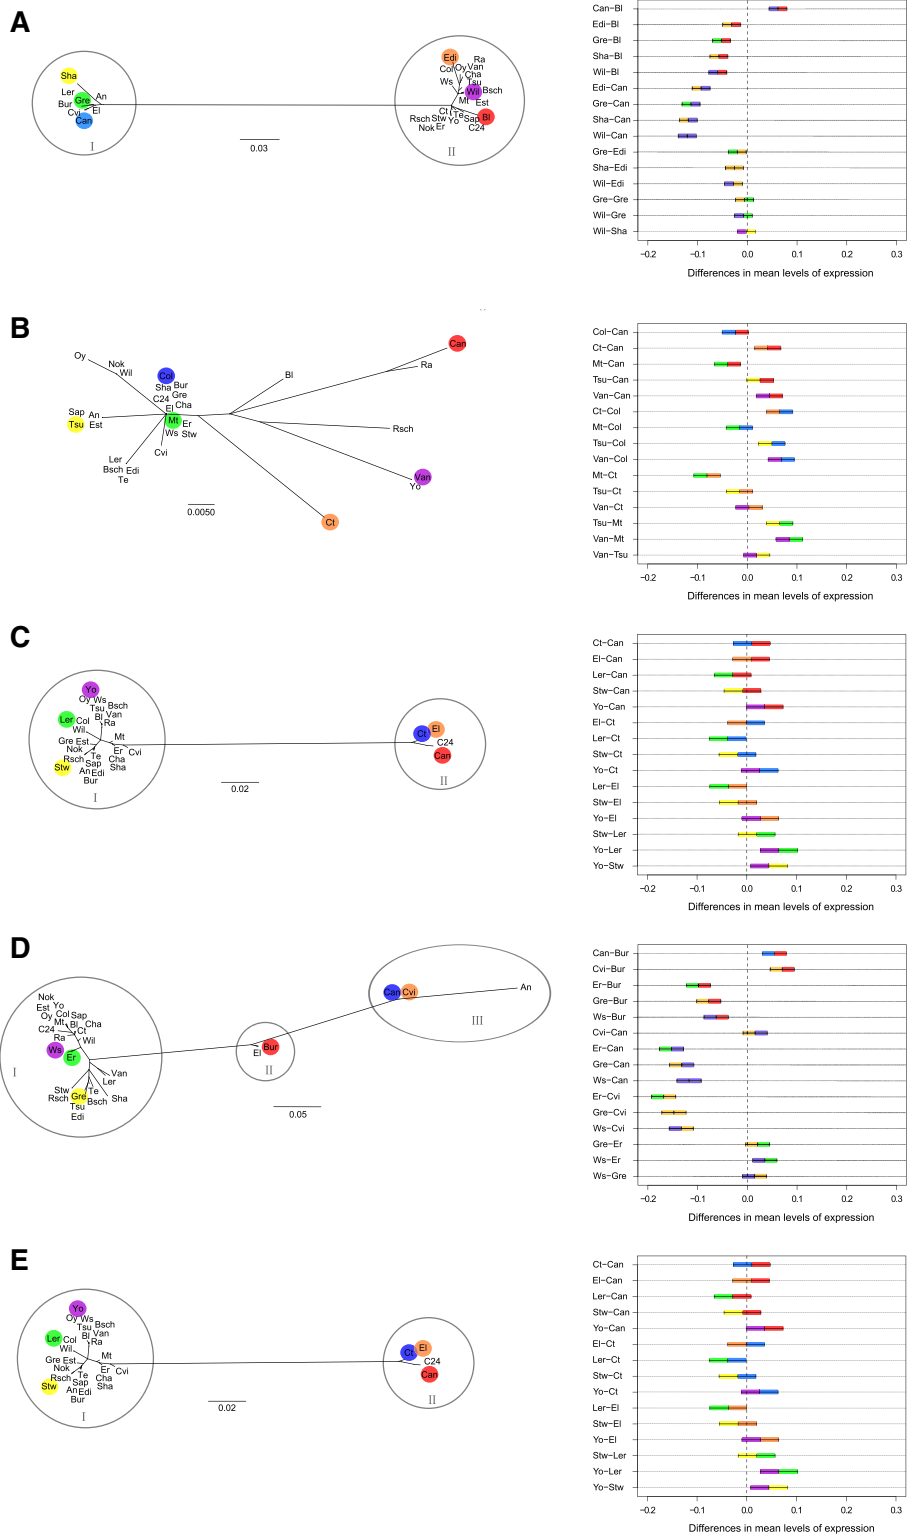 A
Sha
Ler
An
Gre
Bur
Cvi
El
Can
I
0.03
Edi
Ra
Col
Oy
Van
Cha
Ws
Tsu
Wil
Bsch
Mt
Est
Ct
Te
Bl
Rsch
Stw
Yo
Sap
Nok
Er
C24
II
Can−Bl
Edi−Bl
Gre−Bl
Sha−Bl
Wil−Bl
Edi−Can
Gre−Can
Sha−Can
Wil−Can
Gre−Edi
Sha−Edi
Wil−Edi
Gre−Gre
Wil−Gre
Wil−Sha
−0.2 −0.1 0.0 0.1 0.2 0.3
Differences in mean levels of expression
B
Oy
Nok
Wil
Col
Sha
Bur
C24
Gre
El
Cha
Sap
An
Tsu
Est
Mt
Er
Ws
Stw
Cvi
Ler
Bsch
Edi
Te
Bl
Can
Ra
Rsch
Van
Yo
Ct
0.0050
Col−Can
Ct−Can
Mt−Can
Tsu−Can
Van−Can
Ct−Col
Mt−Col
Tsu−Col
Van−Col
Mt−Ct
Tsu−Ct
Van−Ct
Tsu−Mt
Van−Mt
Van−Tsu
−0.2 −0.1 0.0 0.1 0.2 0.3
Differences in mean levels of expression
C
Yo
Oy
Ws
Bsch
Tsu
Ler
Col
Bl
Van
Ra
Wil
Gre
Est
Mt
Nok
Er
Cvi
Rsch
Te
Cha
Stw
Sap
Sha
An
Edi
Bur
I
0.02
Ct
El
C24
Can
II
Ct−Can
El−Can
Ler−Can
Stw−Can
Yo−Can
El−Ct
Ler−Ct
Stw−Ct
Yo−Ct
Ler−El
Stw−El
Yo−El
Stw−Ler
Yo−Ler
Yo−Stw
−0.2 −0.1 0.0 0.1 0.2 0.3
Differences in mean levels of expression
D
Nok
Est
Yo
Oy
Col
Sap
Mt
Bl
Cha
C24
Ct
Ra
Wil
Ws
Er
I
Van
Ler
Stw
Te
Rsch
Gre
Bsch
Sha
Tsu
Edi
El
Bur
II
Can
Cvi
An
III
0.05
Can−Bur
Cvi−Bur
Er−Bur
Gre−Bur
Ws−Bur
Cvi−Can
Er−Can
Gre−Can
Ws−Can
Er−Cvi
Gre−Cvi
Ws−Cvi
Gre−Er
Ws−Er
Ws−Gre
−0.2 −0.1 0.0 0.1 0.2 0.3
Differences in mean levels of expression
E
Yo
Oy
Ws
Bsch
Tsu
Ler
Col
Bl
Van
Ra
Wil
Gre
Est
Mt
Nok
Er
Cvi
Rsch
Te
Cha
Stw
Sap
Sha
An
Edi
Bur
I
0.02
Ct
El
C24
Can
II
Ct−Can
El−Can
Ler−Can
Stw−Can
Yo−Can
El−Ct
Ler−Ct
Stw−Ct
Yo−Ct
Ler−El
Stw−El
Yo−El
Stw−Ler
Yo−Ler
Yo−Stw
−0.2 −0.1 0.0 0.1 0.2 0.3
Differences in mean levels of expression